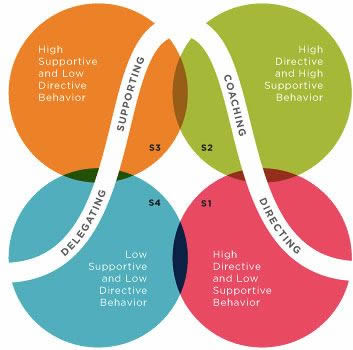 High
Supportive
and Low
Directive
Behavior
SUPPORTING
S3
High
Directive
and High
Supportive
Behavior
COACHING
S2
DELEGATING
S4
Low
Supportive
and Low
Directive
Behavior
S1
DIRECTING
High
Directive
and Low
Supportive
Behavior